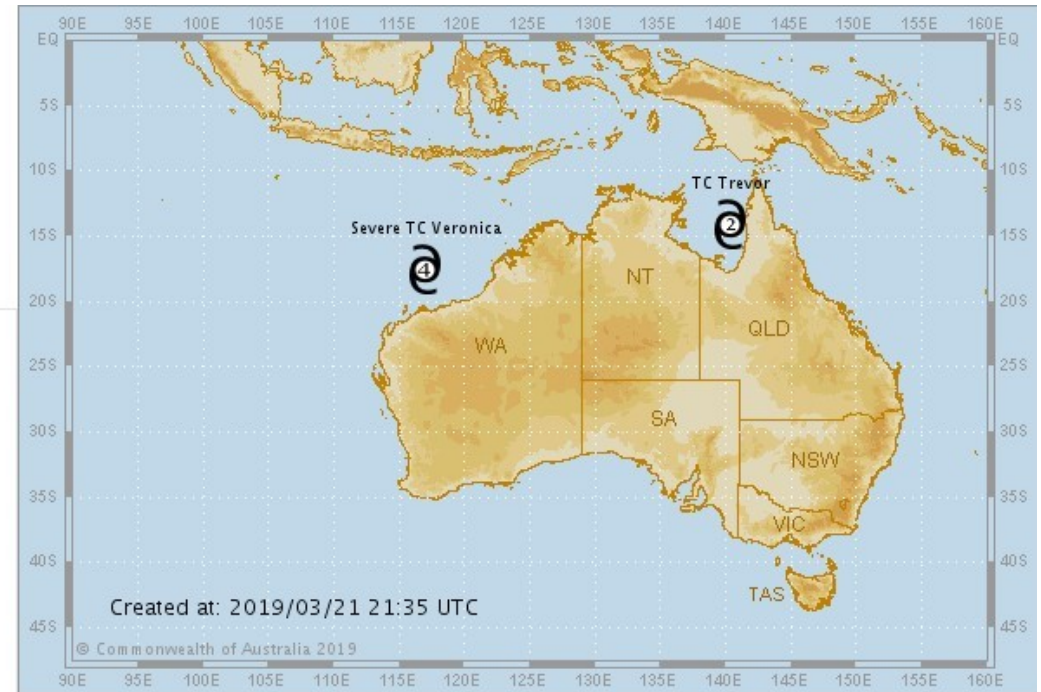 90E 95E 100E 105E 110E 115E 120E 125E 130E 135E 140E 145E 150E 155E 160E
EQ EQ
5S 5S
10S 10S
TC Trevor
2
15S 15S
Severe TC Veronica
4
NT
20S 20S
QLD
WA
25S 25S
SA
30S 30S
NSW
35S 35S
VIC
40S 40S
TAS
Created at: 2019/03/21 21:35 UTC
45S 45S
© Commonwealth of Australia 2019
90E 95E 100E 105E 110E 115E 120E 125E 130E 135E 140E 145E 150E 155E 160E